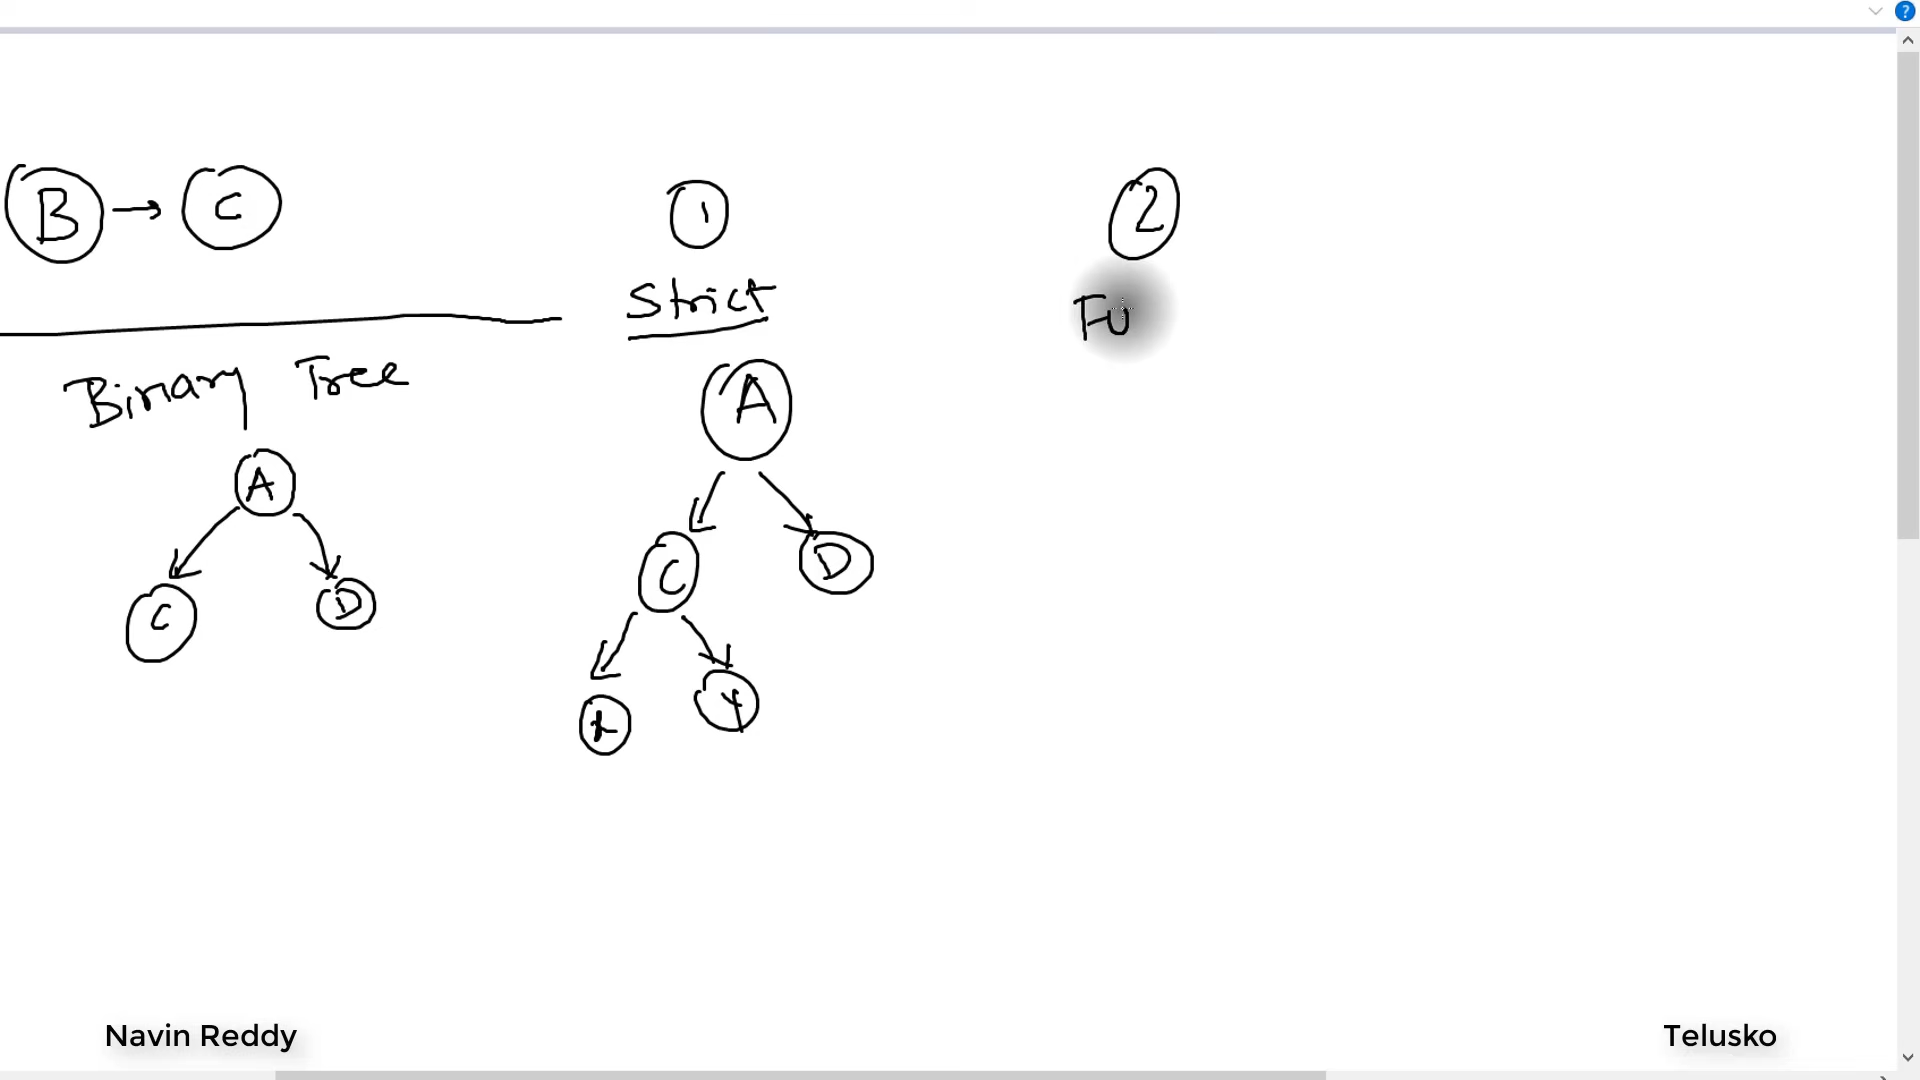 B → C
1
2
Strict
Fu
Binary Tree
A
A
C
D
C
D
Y
Navin Reddy
Telusko
?